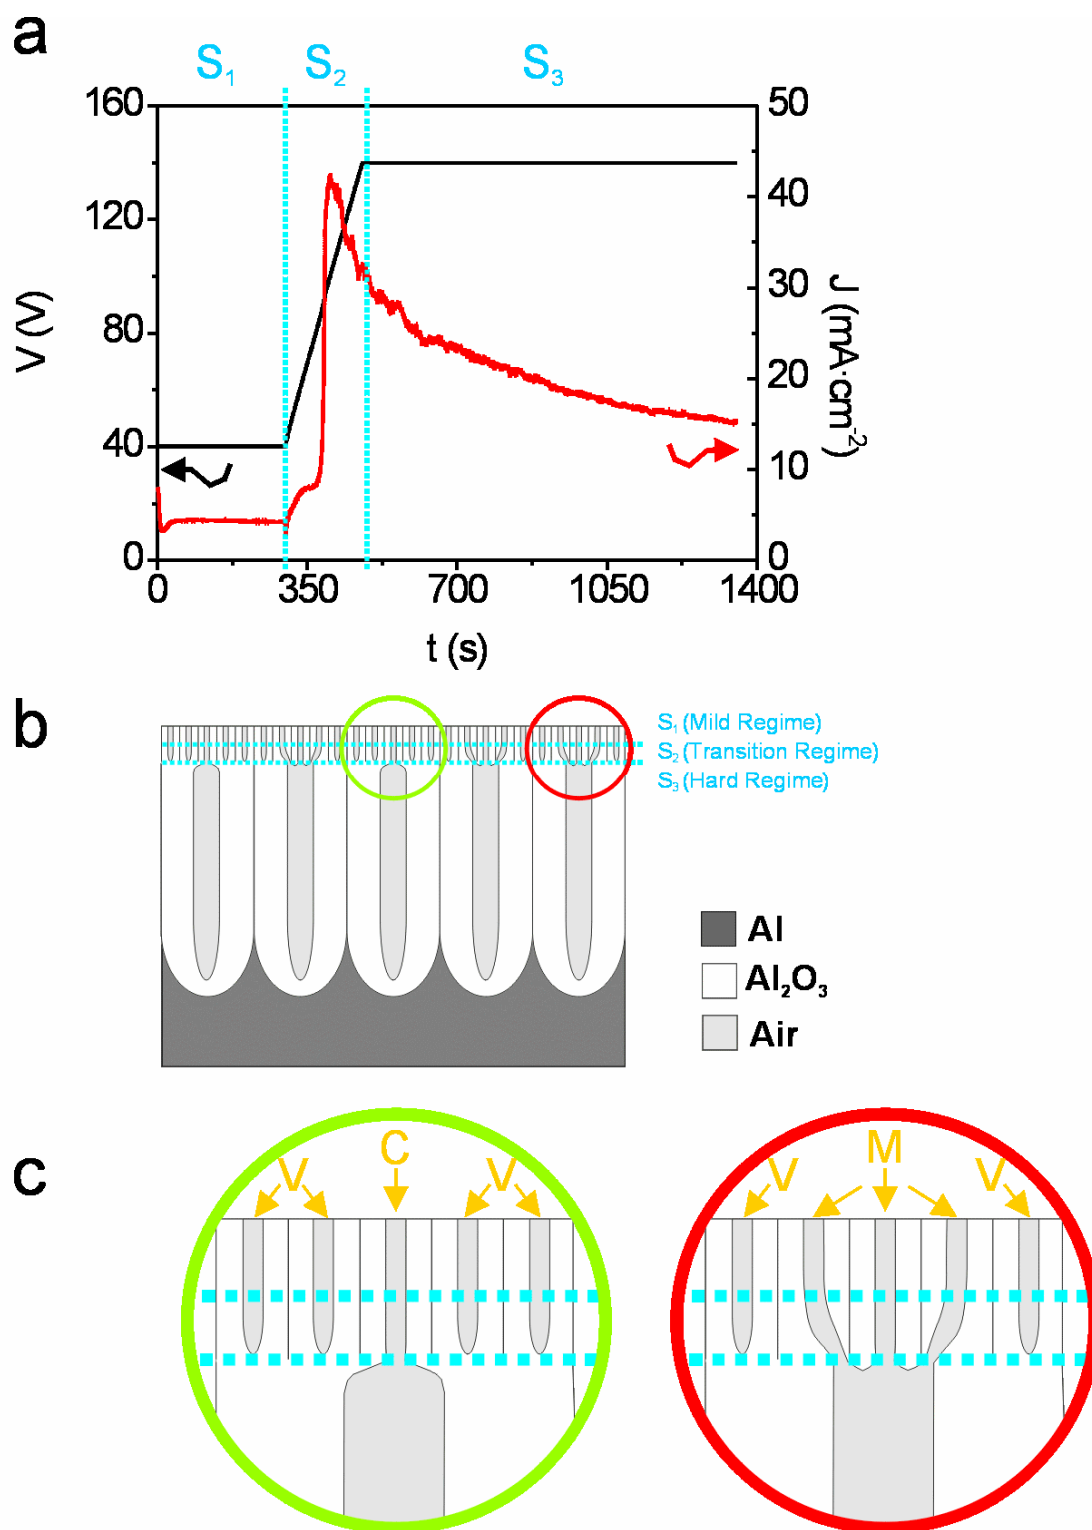 a
S₁ S₂ S₃
160 50
120 40
80 30
40 20
0 10
0
V (V)
J (mA·cm⁻²)
0 350 700 1050 1400
t (s)
b
S₁ (Mild Regime)
S₂ (Transition Regime)
S₃ (Hard Regime)
Al
Al₂O₃
Air
c
V C V
V M V